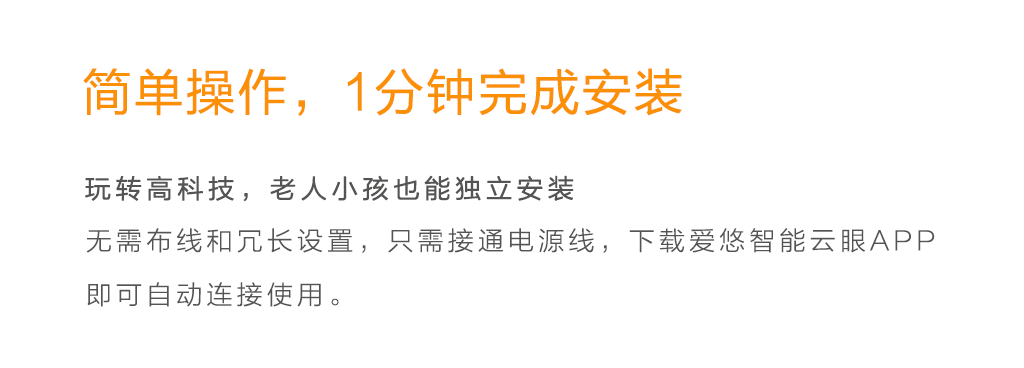 简单操作，1分钟完成安装
玩转高科技，老人小孩也能独立安装
无需布线和冗长设置，只需接通电源线，下载爱悠智能云眼APP
即可自动连接使用。